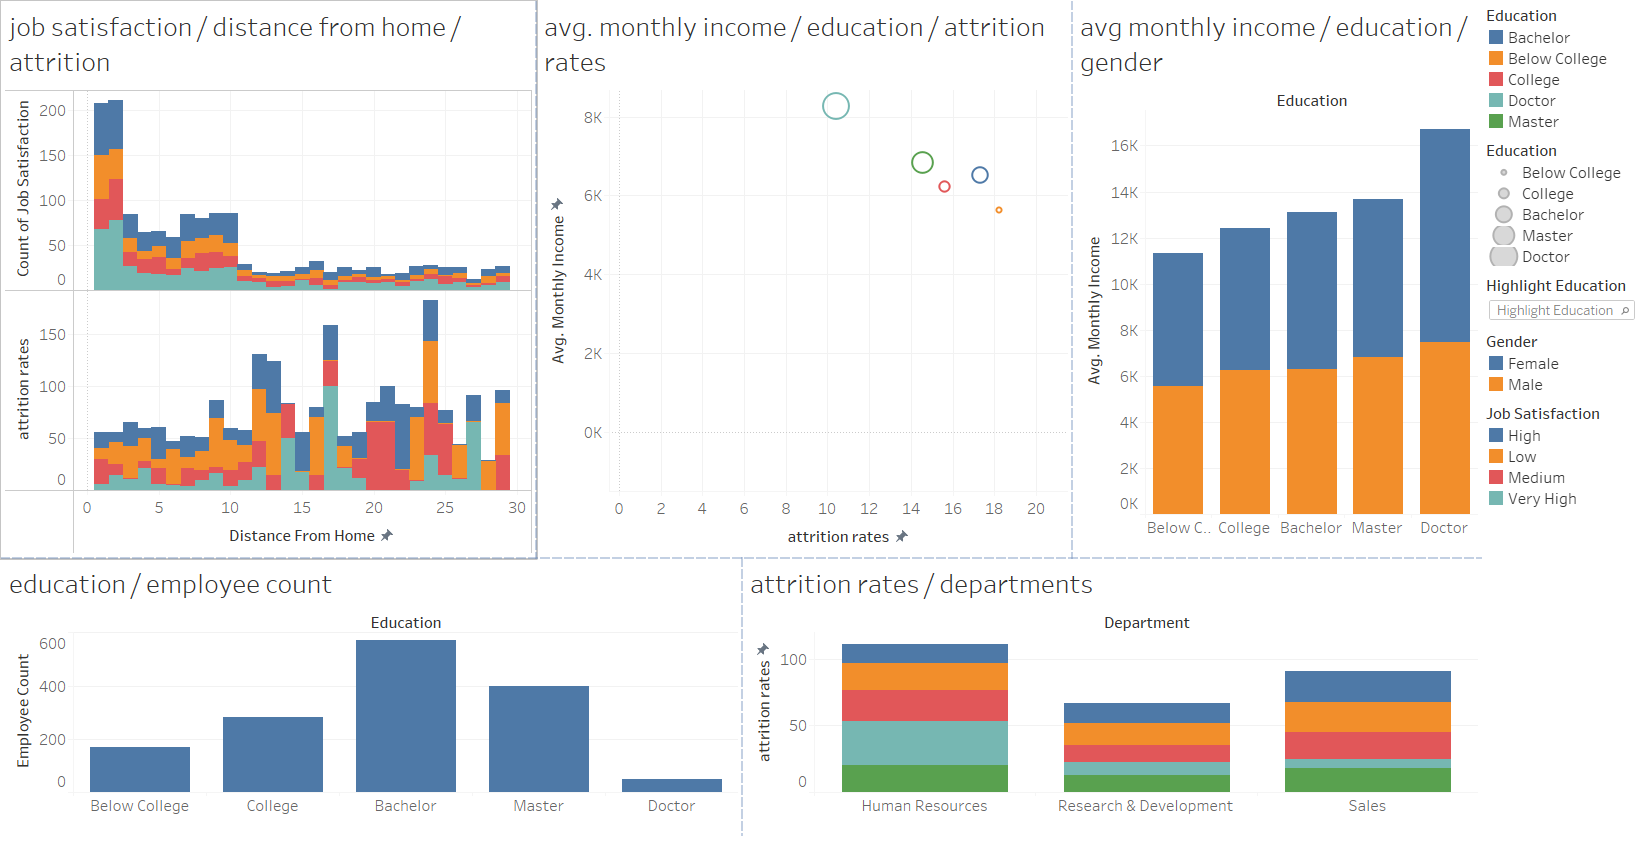 job satisfaction / distance from home /
attrition
Count of Job Satisfaction
200
150
100
50
0
attrition rates
150
100
50
0
0 5 10 15 20 25 30
Distance From Home
avg. monthly income / education / attrition
rates
Avg. Monthly Income
8K
6K
4K
2K
0K
0 2 4 6 8 10 12 14 16 18 20
attrition rates
avg monthly income / education /
gender
Education
Avg. Monthly Income
16K
14K
12K
10K
8K
6K
4K
2K
0K
Below C.. College Bachelor Master Doctor
Education
Bachelor
Below College
College
Doctor
Master
Education
Below College
College
Bachelor
Master
Doctor
Highlight Education
Highlight Education
Gender
Female
Male
Job Satisfaction
High
Low
Medium
Very High
education / employee count
Education
Employee Count
600
400
200
0
Below College College Bachelor Master Doctor
attrition rates / departments
Department
attrition rates
100
50
0
Human Resources Research & Development Sales